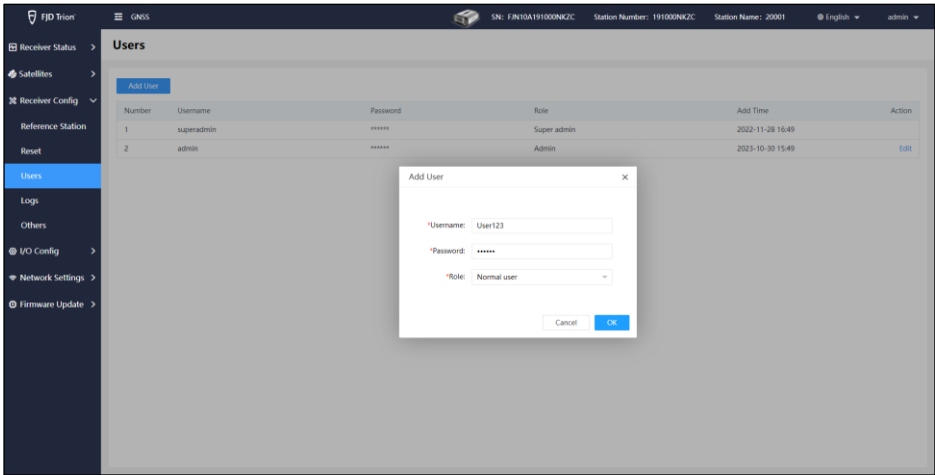 FJD Trion GNSS SN: FJN10A191000NKZC Station Number: 191000NKZC Station Name: 20001 English admin
Receiver Status
Satellites
Receiver Config
Reference Station
Reset
Users
Logs
Others
I/O Config
Network Settings
Firmware Update
Users
Add User
Number Username Password Role Add Time Action
1 superadmin ****** Super admin 2022-11-28 16:49
2 admin ****** Admin 2023-10-30 15:49 Edit
Add User
*Username: User123
*Password: ••••••
*Role: Normal user
Cancel OK